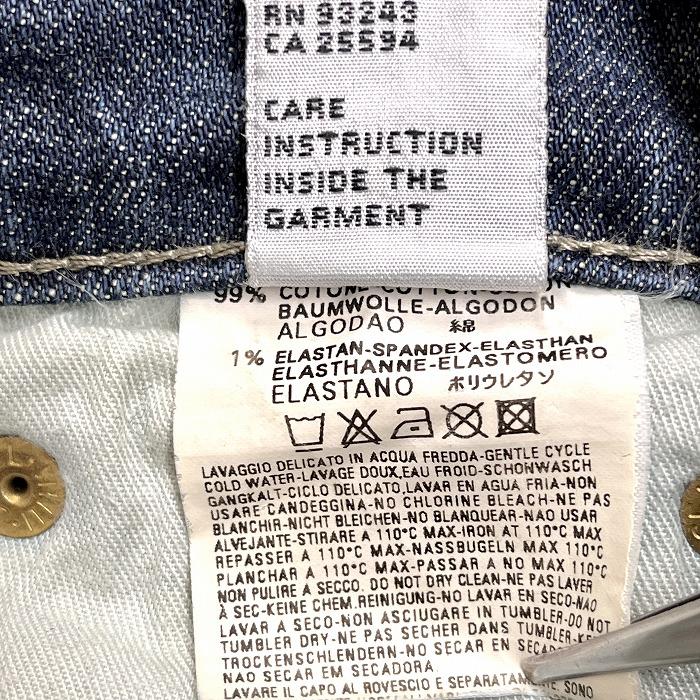 RN 93243
CA 25594
CARE
INSTRUCTION
INSIDE THE
GARMENT
99% COTONE-COTTON-COTON
BAUMWOLLE-ALGODON
ALGODAO 綿
1% ELASTAN-SPANDEX-ELASTHAN
ELASTHANNE-ELASTOMERO
ELASTANO ポリウレタン
LAVAGGIO DELICATO IN ACQUA FREDDA-GENTLE CYCLE
COLD WATER-LAVAGE DOUX,EAU FROID-SCHONWASCH
GANGKALT-CICLO DELICATO,LAVAR EN AGUA FRIA-NON
USARE CANDEGGINA-NO CHLORINE BLEACH-NE PAS
BLANCHIR-NICHT BLEICHEN-NO BLANQUEAR-NAO USAR
ALVEJANTE-STIRARE A 110°C MAX-IRON AT 110°C MAX
REPASSER A 110°C MAX-NASSBUGELN MAX 110°C
PLANCHAR A 110°C MAX-PASSAR A NO MAX 110°C
NON PULIRE A SECCO. DO NOT DRY CLEAN-NE PAS LAVER
À SEC-KEINE CHEM.REINIGUNG-NO LAVAR EN SECO-NAO
LAVAR A SECO-NON ASCIUGARE IN TUMBLER-DO NOT
TUMBLER DRY-NE PAS SECHER DANS TUMBLER-KE
TROCKENSCHLENDERN-NO SECAR EN SECADO
NAO SECAR EM SECADORA.
LAVARE IL CAPO AL ROVESCIO E SEPARATAMENTE. SONO